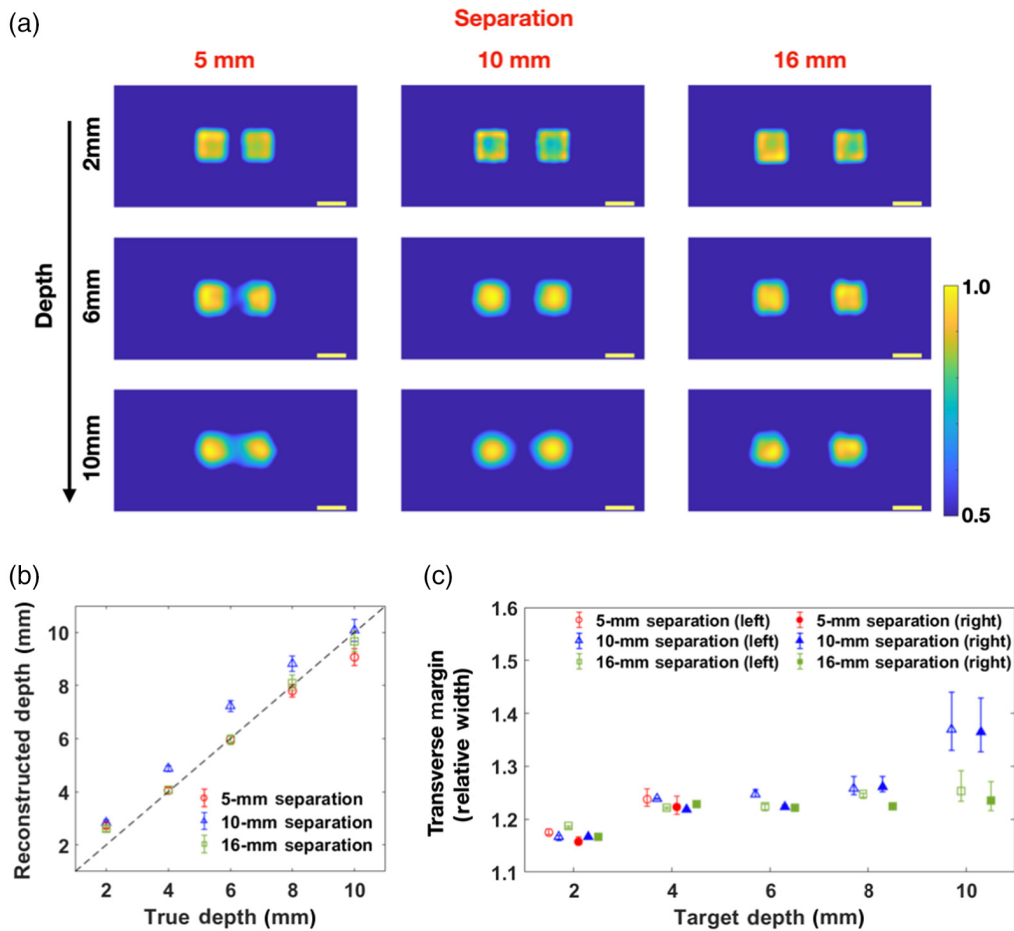 (a)
Separation
5 mm
10 mm
16 mm
Depth
2mm
6mm
10mm
1.0
0.5
(b)
Reconstructed depth (mm)
10
8
6
4
2
5-mm separation
10-mm separation
16-mm separation
2 4 6 8 10
True depth (mm)
(c)
Transverse margin
(relative width)
1.6
1.5
1.4
1.3
1.2
1.1
5-mm separation (left) 5-mm separation (right)
10-mm separation (left) 10-mm separation (right)
16-mm separation (left) 16-mm separation (right)
2 4 6 8 10
Target depth (mm)